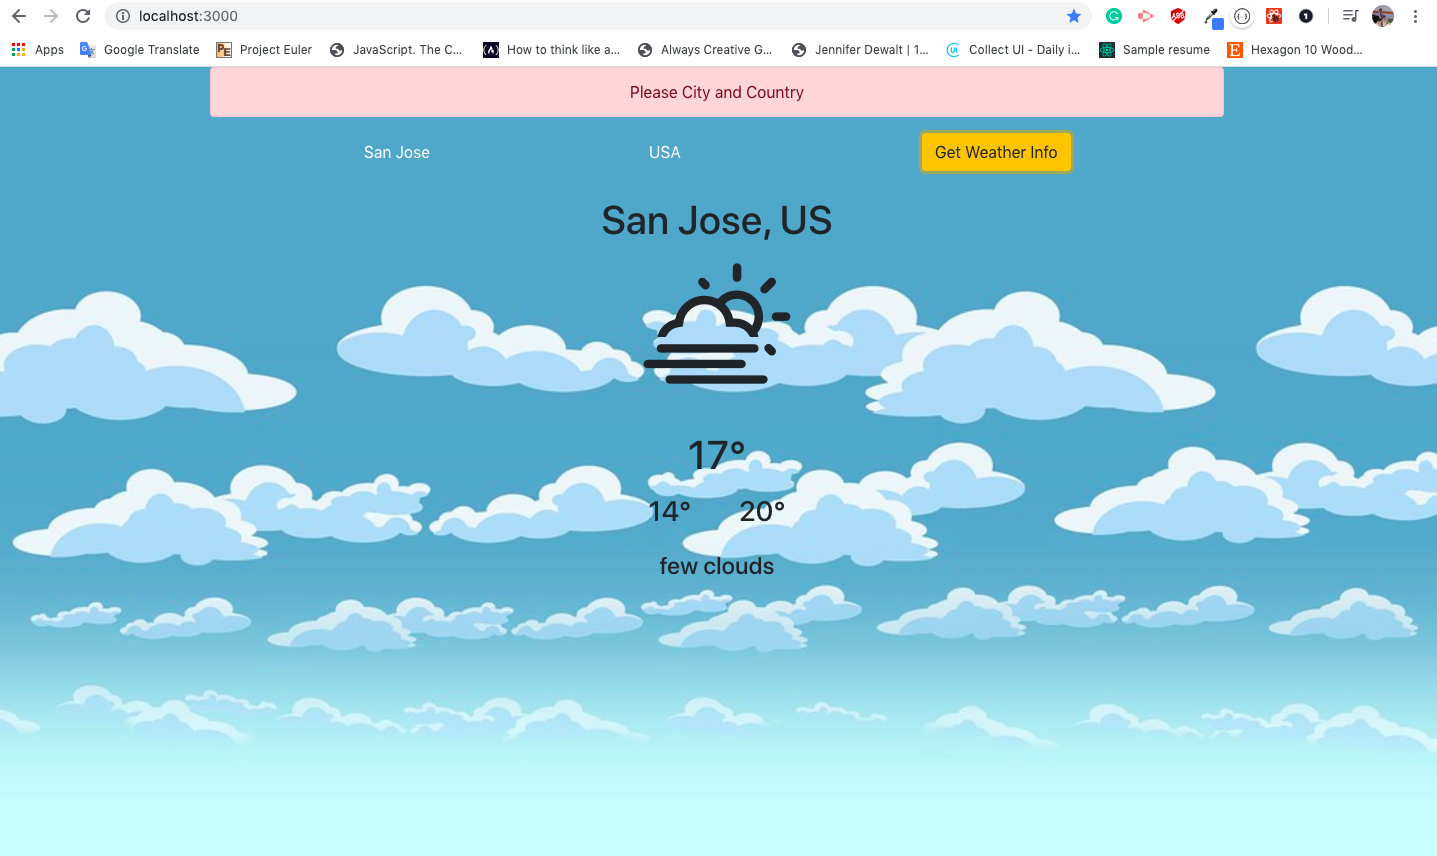 localhost:3000
Apps Google Translate PE Project Euler JavaScript. The C... (A) How to think like a... Always Creative G... Jennifer Dewalt | 1... UI Collect UI - Daily i... Sample resume E Hexagon 10 Wood...
Please City and Country
San Jose USA Get Weather Info
San Jose, US
17°
14° 20°
few clouds